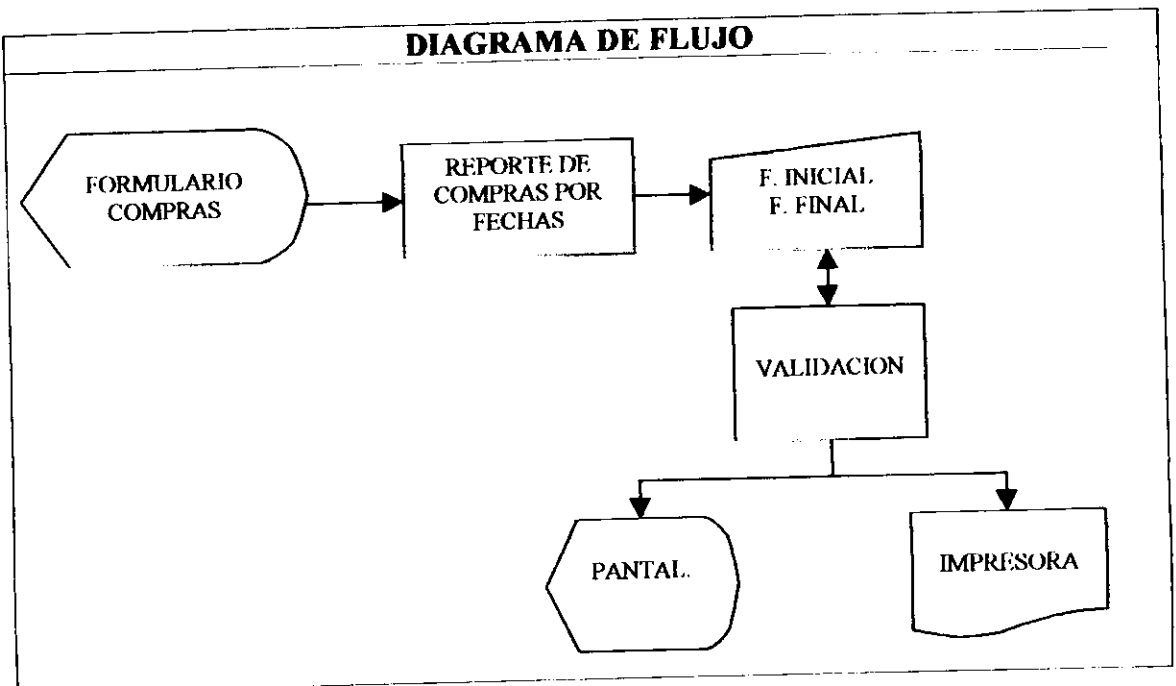 DIAGRAMA DE FLUJO
FORMULARIO
COMPRAS
REPORTE DE
COMPRAS POR
FECHAS
F. INICIAL
F. FINAL
VALIDACION
PANTAL.
IMPRESORA